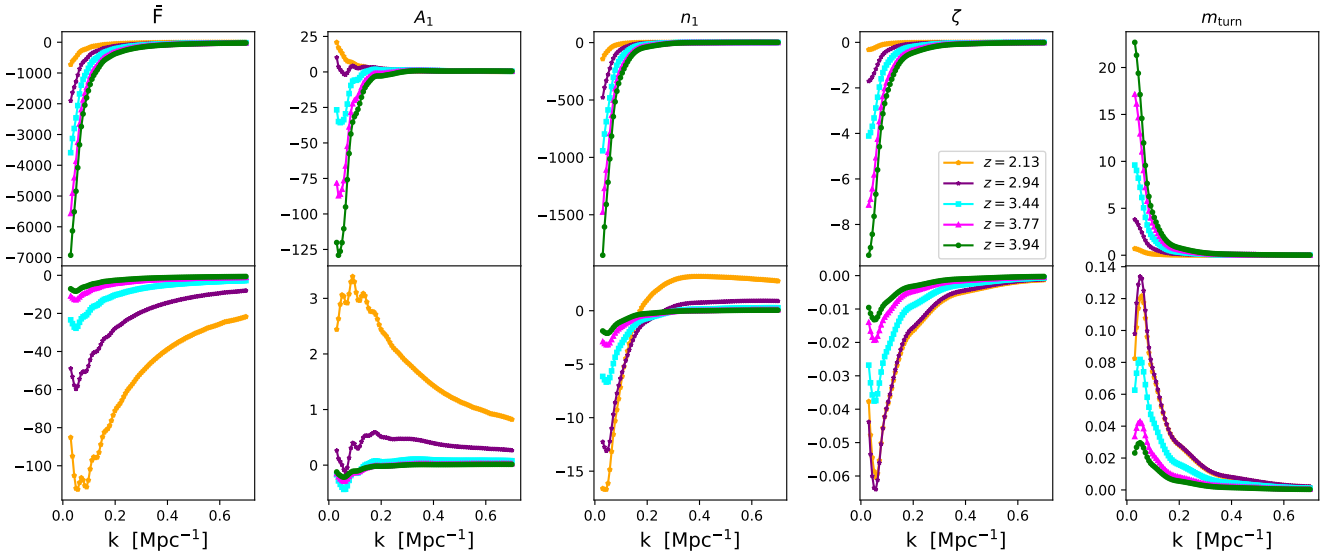 F̄ A₁ n₁ ζ m_turn
0 25 0 0
−1000 0 −2 20
−2000 −25 −500 15
−3000 −50 −4
−4000 −75 −1000 −6 10
−5000 −100 5
−6000 −125 −1500 −8
−7000 0
z = 2.13
z = 2.94
z = 3.44
z = 3.77
z = 3.94
0 3 0 0.00 0.14
−20 −0.01 0.12
−40 2 −5 −0.02 0.10
−60 −0.03 0.08
−80 1 −10 −0.04 0.06
−100 0 −15 −0.05 0.04
−0.06 0.02
0.00
0.0 0.2 0.4 0.6 0.0 0.2 0.4 0.6 0.0 0.2 0.4 0.6 0.0 0.2 0.4 0.6 0.0 0.2 0.4 0.6
k [Mpc⁻¹] k [Mpc⁻¹] k [Mpc⁻¹] k [Mpc⁻¹] k [Mpc⁻¹]